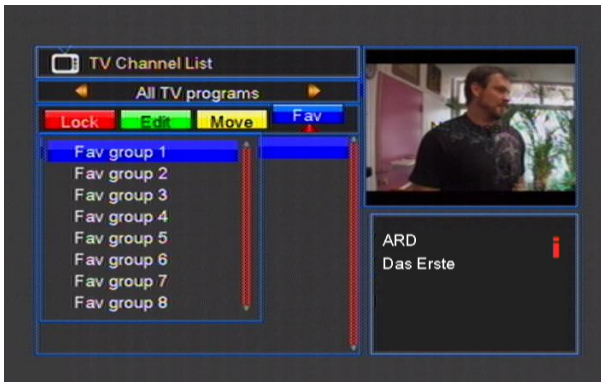 TV Channel List
All TV programs
Lock Edit Move Fav
Fav group 1
Fav group 2
Fav group 3
Fav group 4
Fav group 5
Fav group 6
Fav group 7
Fav group 8
ARD
Das Erste
i